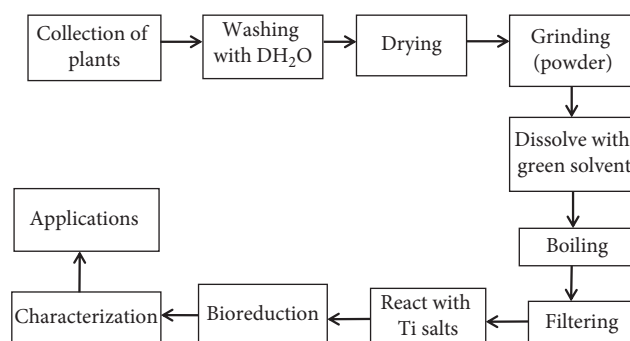 Collection of
plants
Washing
with DH₂O
Drying
Grinding
(powder)
Dissolve with
green solvent
Boiling
Filtering
React with
Ti salts
Bioreduction
Characterization
Applications